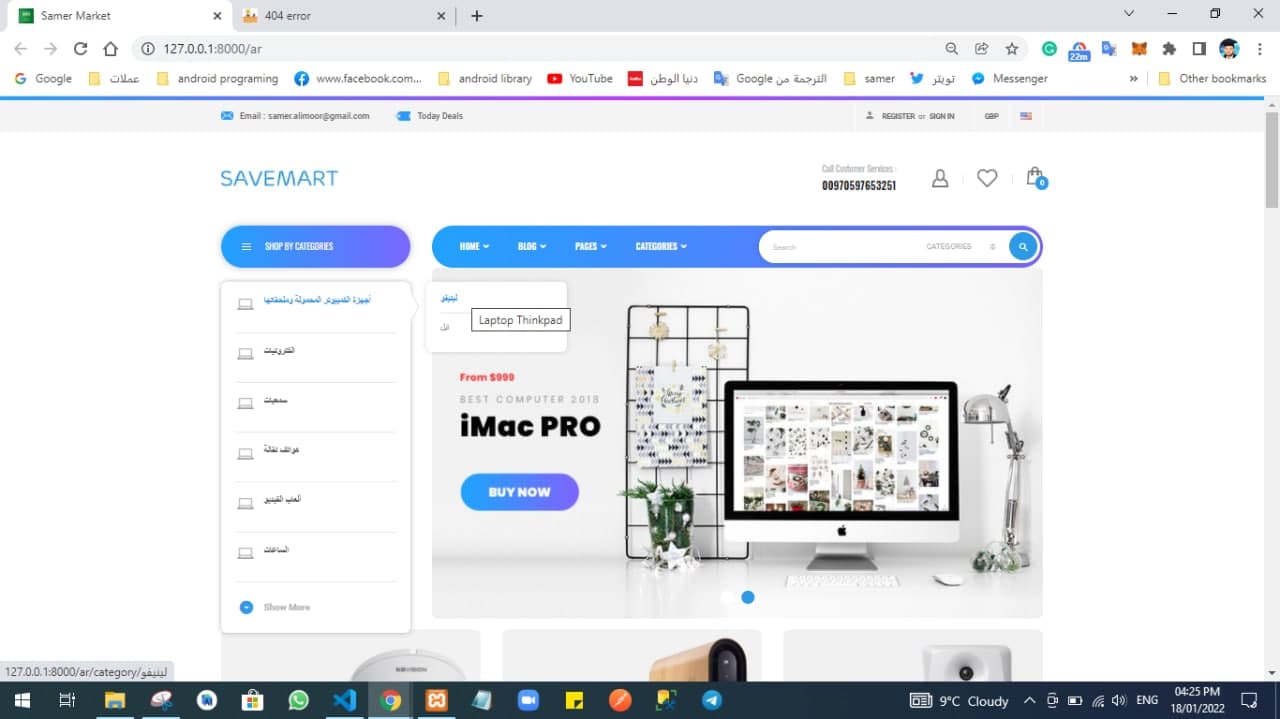 Samer Market
404 error
127.0.0.1:8000/ar
22m
Google
عملات
android programing
www.facebook.com...
android library
YouTube
دنيا الوطن
Google الترجمة من
samer
تويتر
Messenger
»
Other bookmarks
Email : samer.alimoor@gmail.com
Today Deals
REGISTER or SIGN IN
GBP
SAVEMART
Call Customer Services :
00970597653251
0
SHOP BY CATEGORIES
HOME
BLOG
PAGES
CATEGORIES
Search
CATEGORIES
أجهزة الكمبيوتر المحمولة وملحقاتها
الكترونيات
سمعيات
هواتف نقالة
ألعاب الفيديو
الساعات
Show More
لينيفو
ابل
Laptop Thinkpad
From $999
BEST COMPUTER 2018
iMac PRO
BUY NOW
127.0.0.1:8000/ar/category/لينيفو
9°C Cloudy
ENG
04:25 PM
18/01/2022